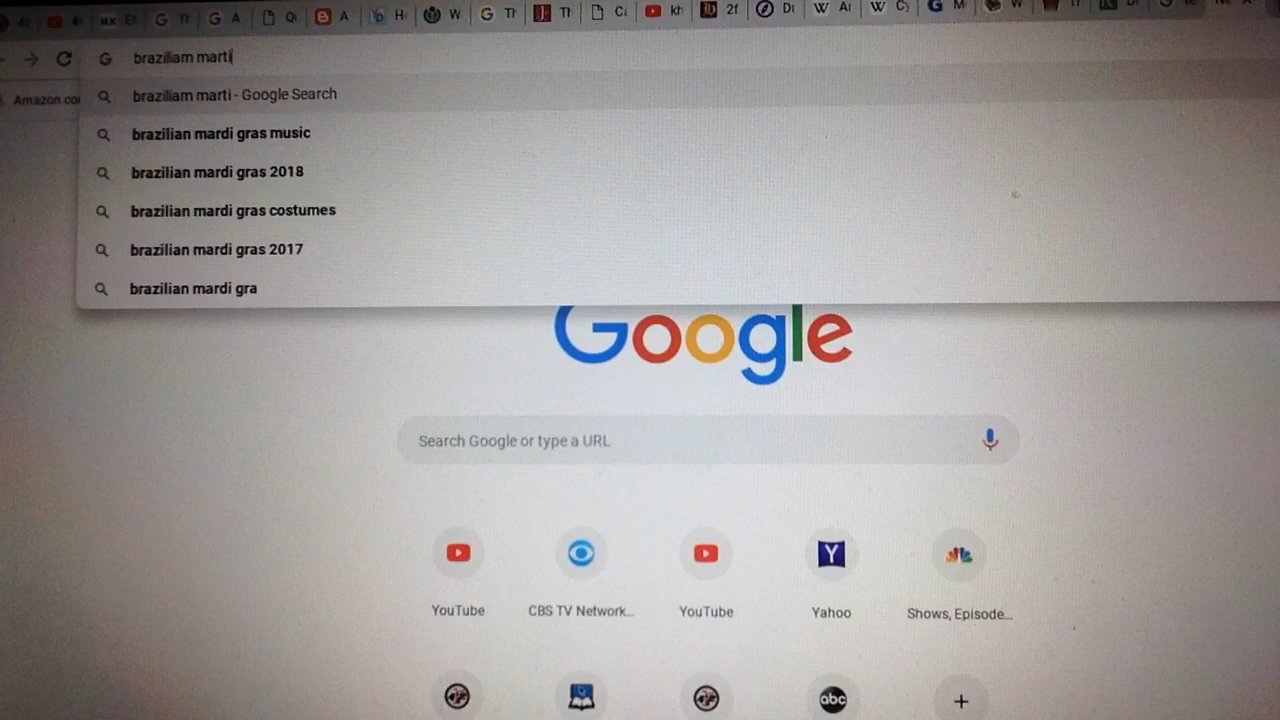 braziliam marti
Amazon.co
braziliam marti - Google Search
brazilian mardi gras music
brazilian mardi gras 2018
brazilian mardi gras costumes
brazilian mardi gras 2017
brazilian mardi gra
Google
Search Google or type a URL
YouTube CBS TV Network... YouTube Yahoo Shows, Episode...
abc